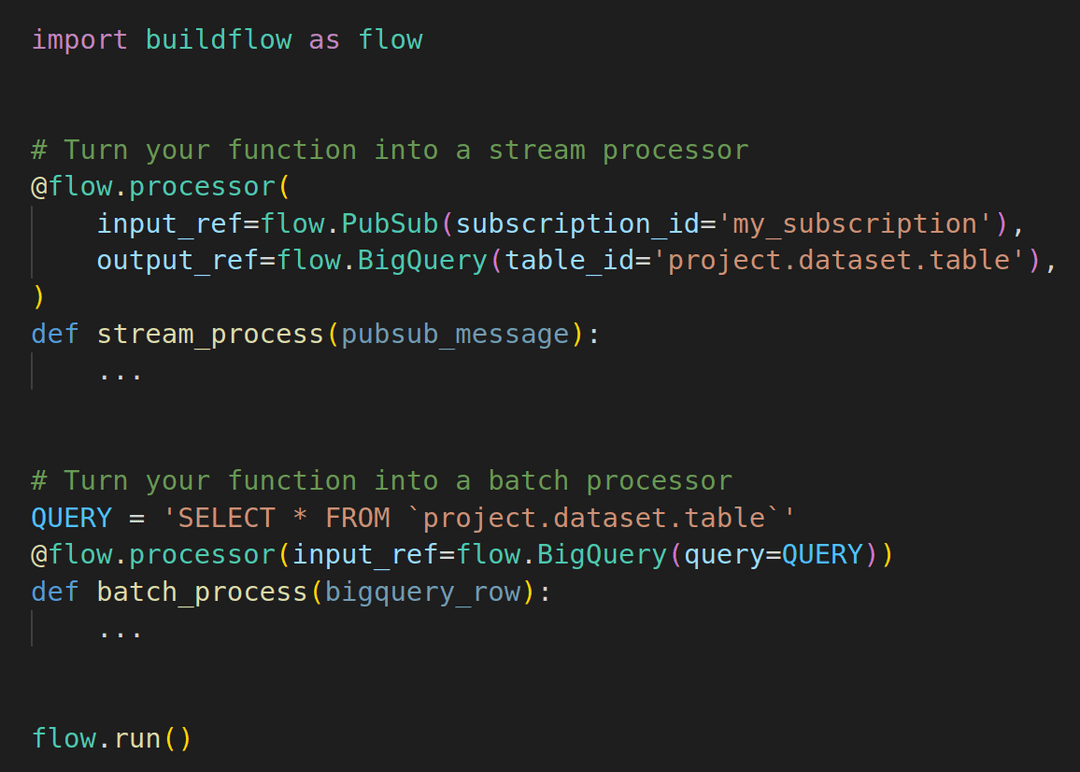 import buildflow as flow
# Turn your function into a stream processor
@flow.processor(
    input_ref=flow.PubSub(subscription_id='my_subscription'),
    output_ref=flow.BigQuery(table_id='project.dataset.table'),
)
def stream_process(pubsub_message):
    ...
# Turn your function into a batch processor
QUERY = 'SELECT * FROM `project.dataset.table`'
@flow.processor(input_ref=flow.BigQuery(query=QUERY))
def batch_process(bigquery_row):
    ...
flow.run()